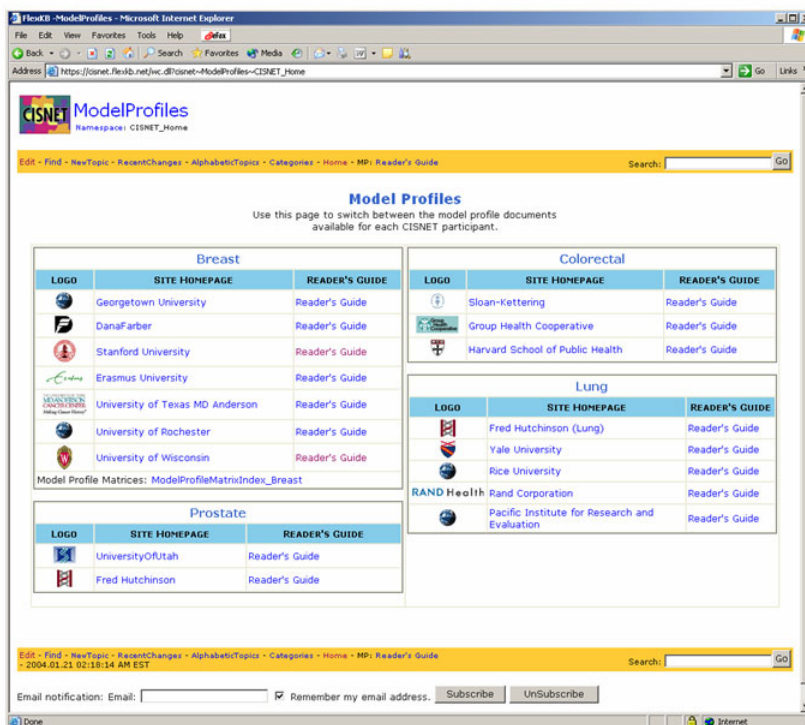 FlexKB -ModelProfiles - Microsoft Internet Explorer
File Edit View Favorites Tools Help
Back Search Favorites Media
Address https://cisnet.flexkb.net/wc.dll?cisnet~ModelProfiles~CISNET_Home Go Links
CISNET ModelProfiles
Namespace: CISNET_Home
Edit - Find - NewTopic - RecentChanges - AlphabeticTopics - Categories - Home - MP: Reader's Guide Search: Go
Model Profiles
Use this page to switch between the model profile documents
available for each CISNET participant.
Breast
LOGO SITE HOMEPAGE READER'S GUIDE
Georgetown University Reader's Guide
DanaFarber Reader's Guide
Stanford University Reader's Guide
Erasmus University Reader's Guide
MD ANDERSON CANCER CENTER University of Texas MD Anderson Reader's Guide
University of Rochester Reader's Guide
University of Wisconsin Reader's Guide
Model Profile Matrices: ModelProfileMatrixIndex_Breast
Prostate
LOGO SITE HOMEPAGE READER'S GUIDE
UniversityOfUtah Reader's Guide
Fred Hutchinson Reader's Guide
Colorectal
LOGO SITE HOMEPAGE READER'S GUIDE
Sloan-Kettering Reader's Guide
Group Health Cooperative Reader's Guide
Harvard School of Public Health Reader's Guide
Lung
LOGO SITE HOMEPAGE READER'S GUIDE
Fred Hutchinson (Lung) Reader's Guide
Yale University Reader's Guide
Rice University Reader's Guide
RAND Health Rand Corporation Reader's Guide
Pacific Institute for Research and
Evaluation Reader's Guide
Edit - Find - NewTopic - RecentChanges - AlphabeticTopics - Categories - Home - MP: Reader's Guide
- 2004.01.21 02:18:14 AM EST Search: Go
Email notification: Email: Remember my email address. Subscribe UnSubscribe
Done Internet